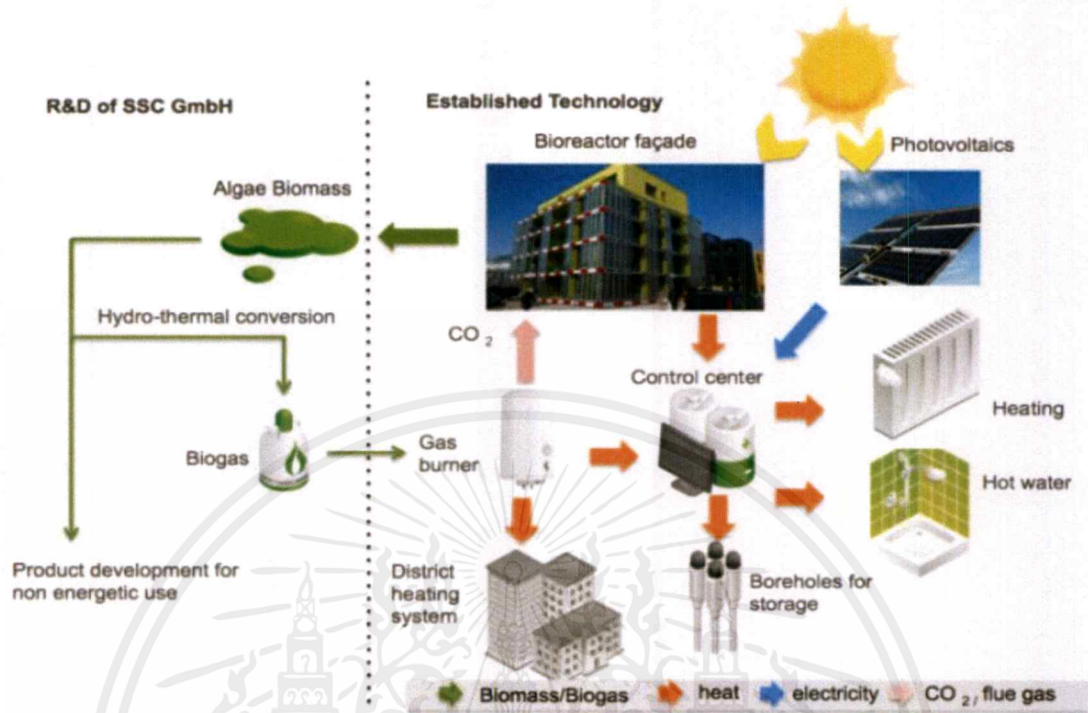 R&D of SSC GmbH
Established Technology
Bioreactor façade
Photovoltaics
Algae Biomass
Hydro-thermal conversion
CO 2
Control center
Heating
Biogas
Gas
burner
Hot water
Product development for
non energetic use
District
heating
system
Boreholes for
storage
Biomass/Biogas heat electricity CO 2 / flue gas